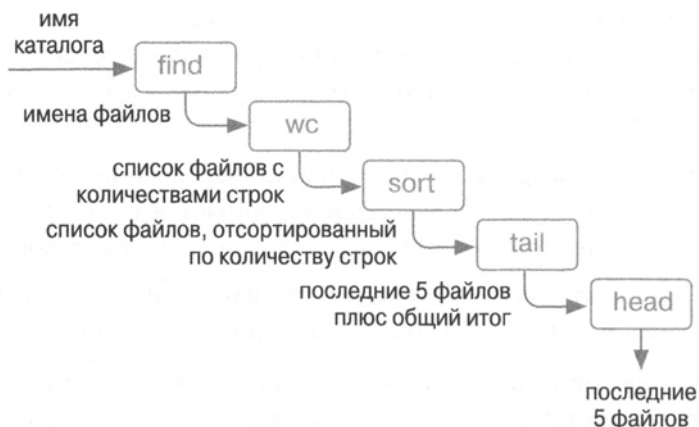 имя
каталога
find
имена файлов
wc
список файлов с
количествами строк
sort
список файлов, отсортированный
по количеству строк
tail
последние 5 файлов
плюс общий итог
head
последние
5 файлов